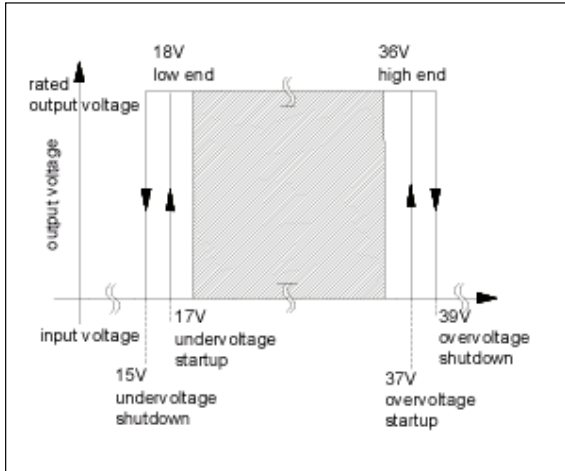 18V
low end
36V
high end
rated
output voltage
output voltage
input voltage
17V
undervoltage
startup
39V
overvoltage
shutdown
15V
undervoltage
shutdown
37V
overvoltage
startup